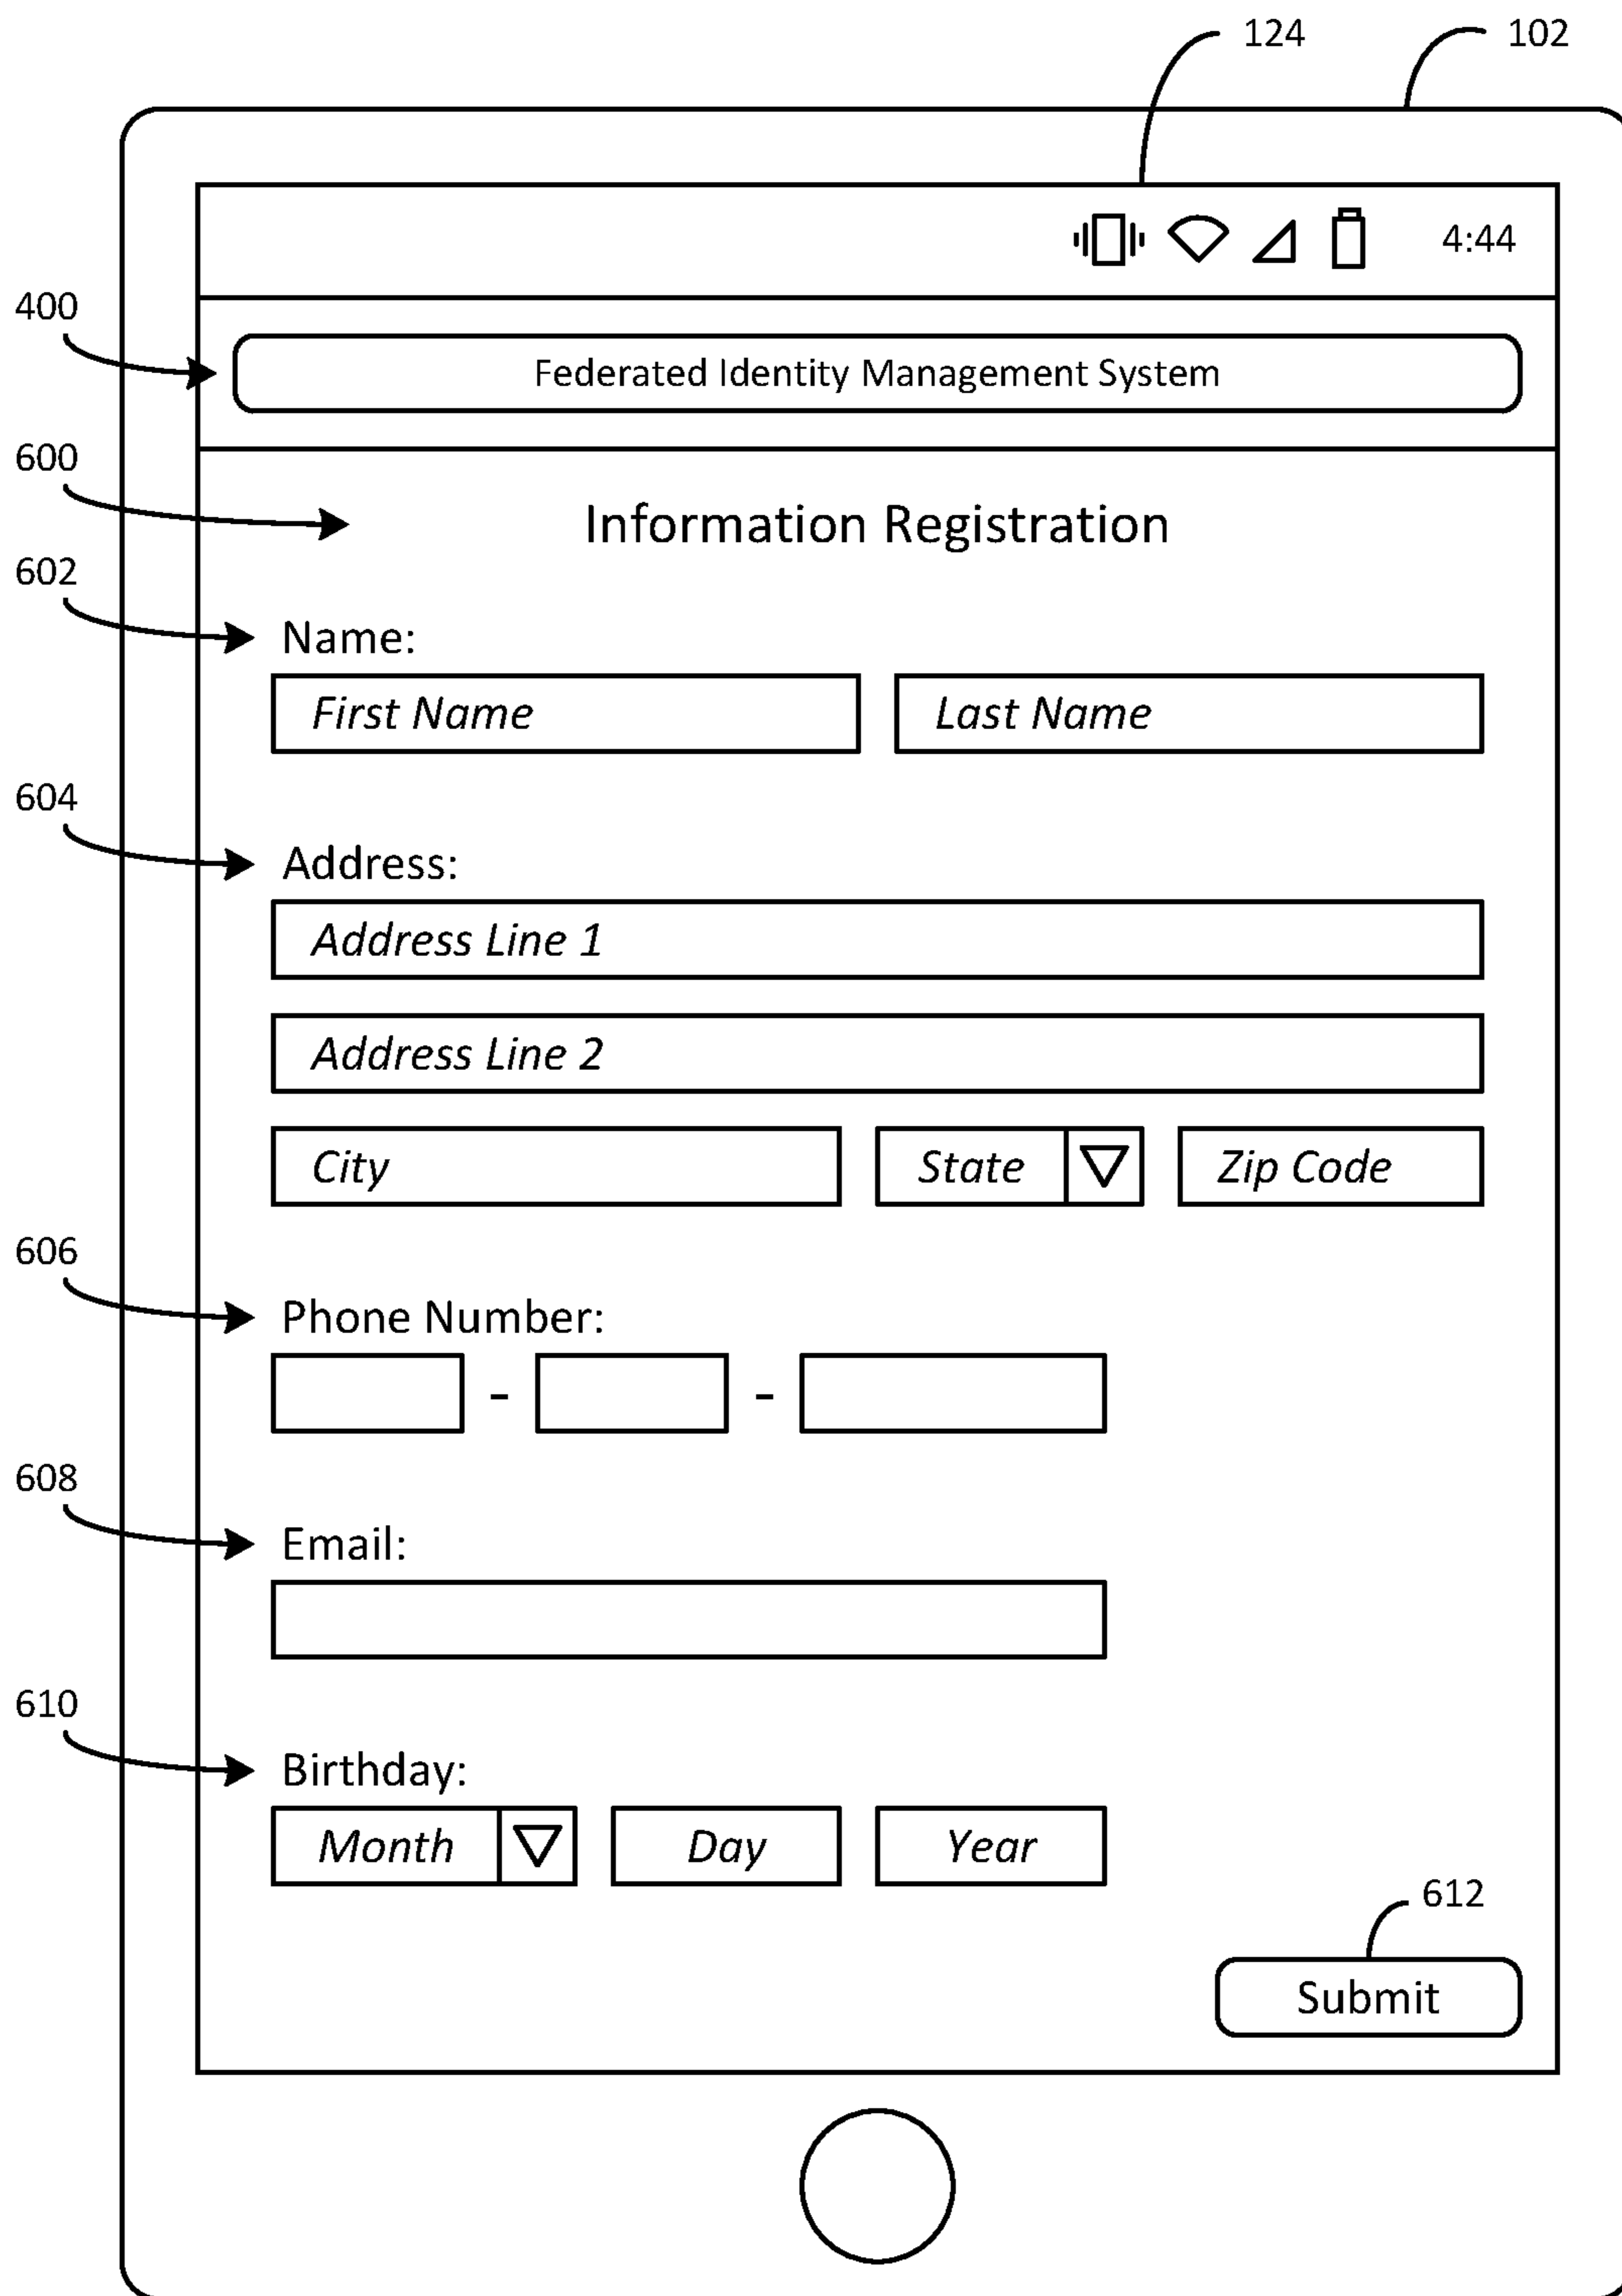 124 102
4:44
400
Federated Identity Management System
600
Information Registration
602
Name:
First Name Last Name
604
Address:
Address Line 1
Address Line 2
City State Zip Code
606
Phone Number:
- -
608
Email:
610
Birthday:
Month Day Year
612
Submit